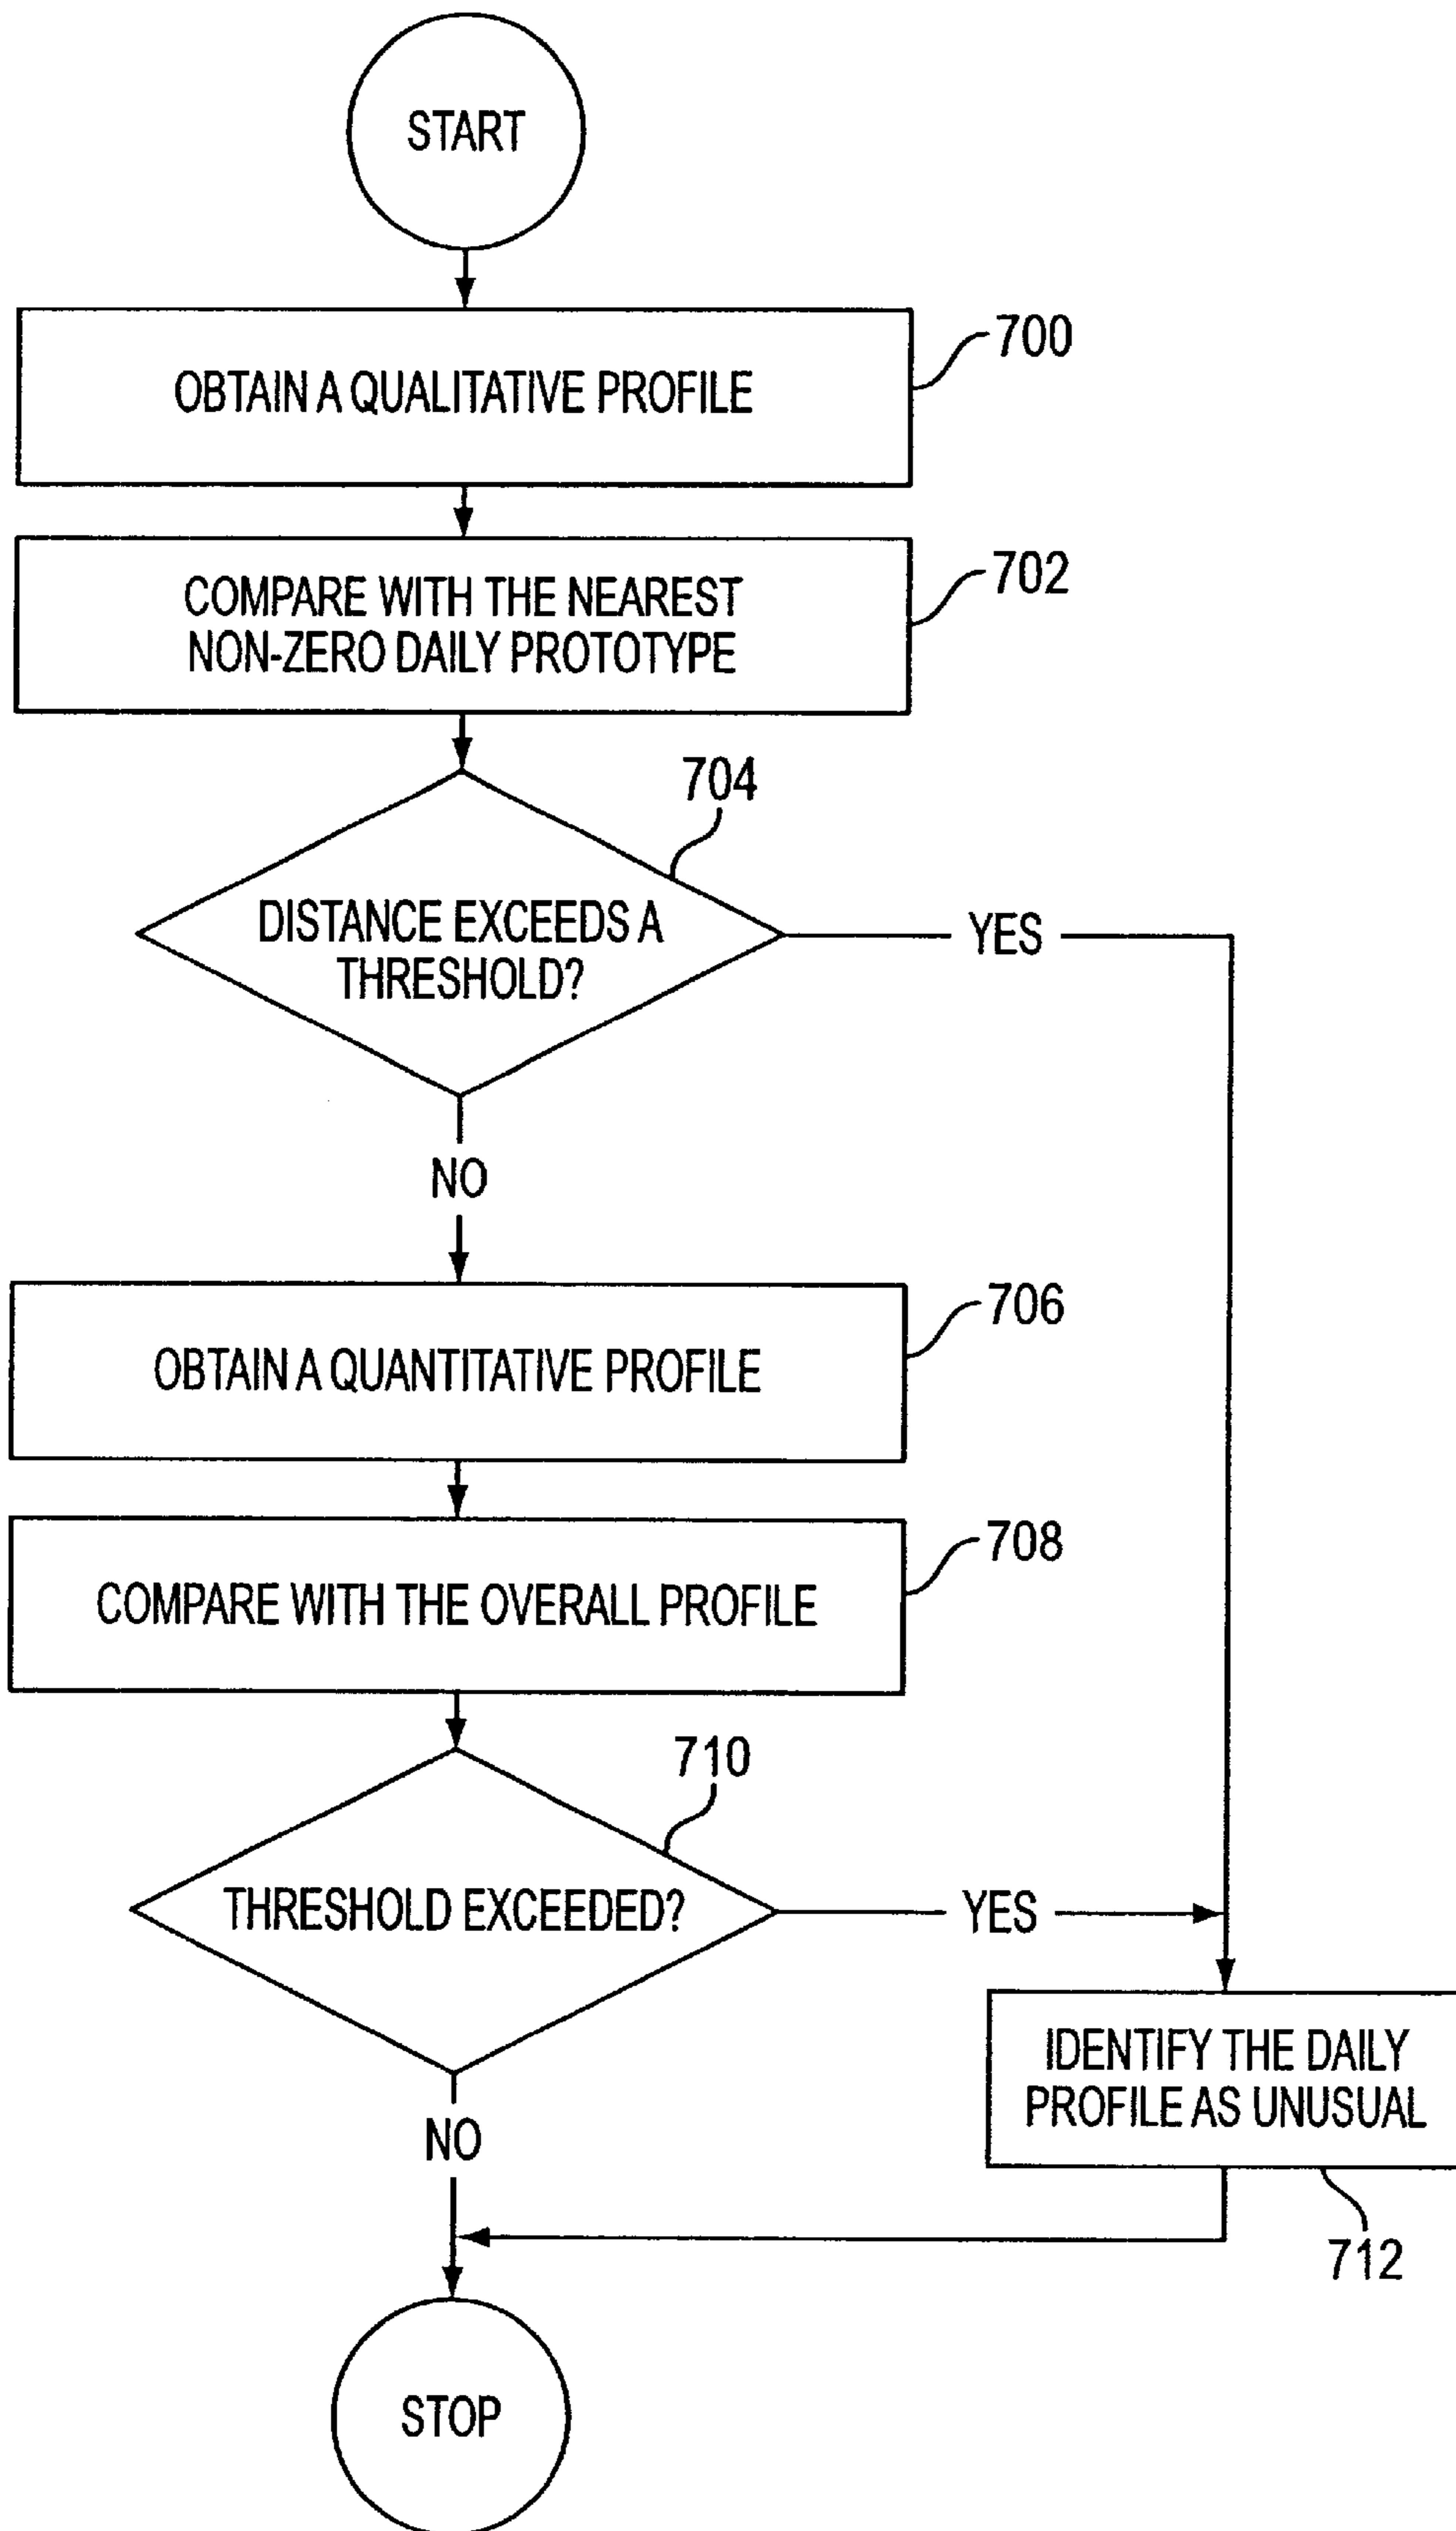 START
OBTAIN A QUALITATIVE PROFILE
700
COMPARE WITH THE NEAREST
NON-ZERO DAILY PROTOTYPE
702
704
DISTANCE EXCEEDS A
THRESHOLD?
YES
NO
OBTAIN A QUANTITATIVE PROFILE
706
COMPARE WITH THE OVERALL PROFILE
708
710
THRESHOLD EXCEEDED?
YES
IDENTIFY THE DAILY
PROFILE AS UNUSUAL
712
NO
STOP